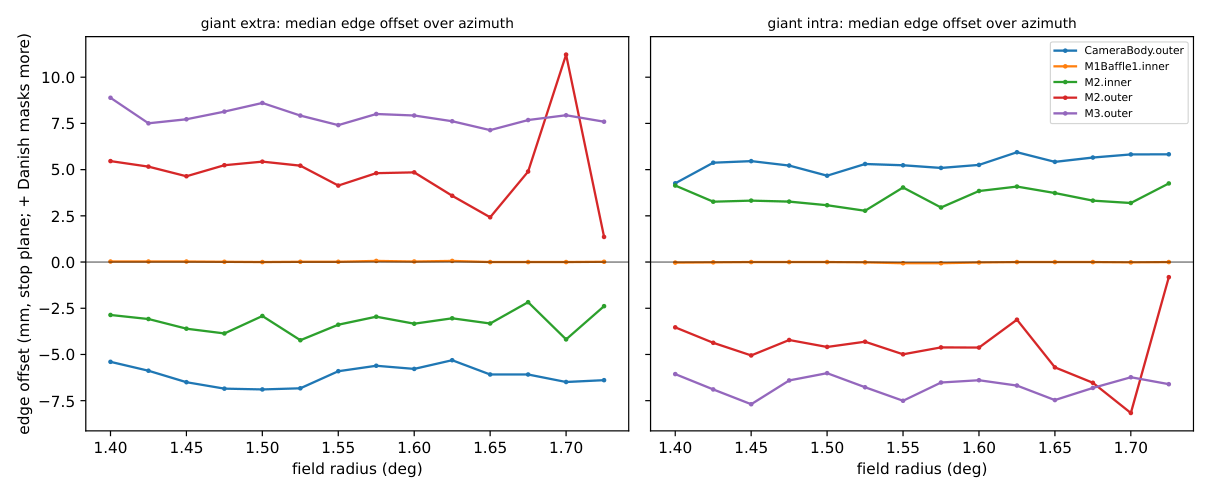 giant extra: median edge offset over azimuth
edge offset (mm, stop plane; + Danish masks more)
10.0
7.5
5.0
2.5
0.0
−2.5
−5.0
−7.5
1.40 1.45 1.50 1.55 1.60 1.65 1.70
field radius (deg)
giant intra: median edge offset over azimuth
CameraBody.outer
M1Baffle1.inner
M2.inner
M2.outer
M3.outer
1.40 1.45 1.50 1.55 1.60 1.65 1.70
field radius (deg)